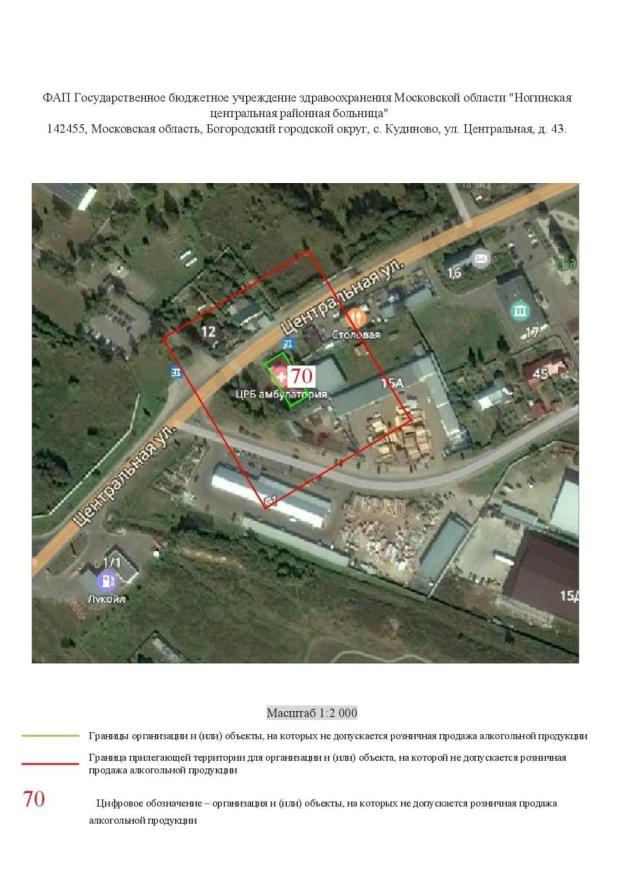 ФАП Государственное бюджетное учреждение здравоохранения Московской области "Ногинская
центральная районная больница"
142455, Московская область, Богородский городской округ, с. Кудиново, ул. Центральная, д. 43.
16
Центральная ул.
12
Столовая
17
70
15А
45
ЦРБ амбулатория
Центральная ул.
1/1
Лукойл
15Д
Масштаб 1:2 000
Границы организации и (или) объекты, на которых не допускается розничная продажа алкогольной продукции
Граница прилегающей территории для организации и (или) объекта, на которой не допускается розничная
продажа алкогольной продукции
70 Цифровое обозначение – организация и (или) объекты, на которых не допускается розничная продажа
алкогольной продукции